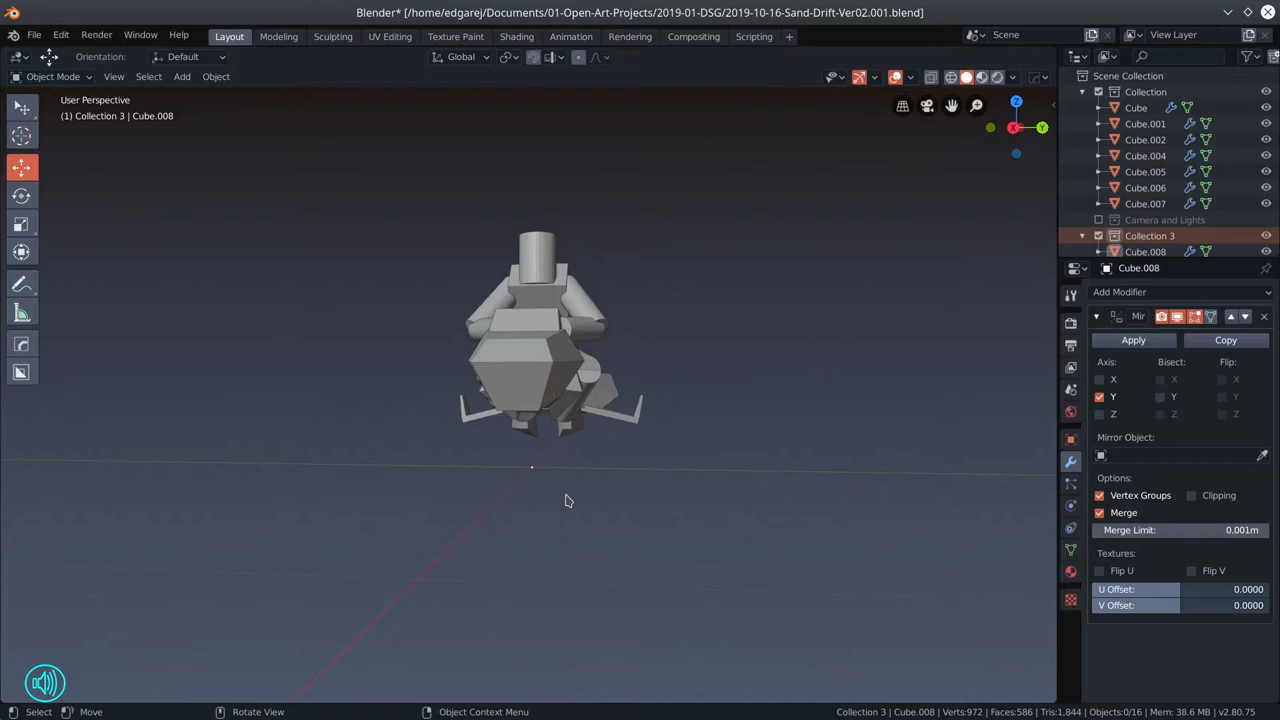 Blender* [/home/edgarej/Documents/01-Open-Art-Projects/2019-01-DSG/2019-10-16-Sand-Drift-Ver02.001.blend]
File Edit Render Window Help Layout Modeling Sculpting UV Editing Texture Paint Shading Animation Rendering Compositing Scripting + Scene View Layer
Orientation: Default Global
Object Mode View Select Add Object
User Perspective
(1) Collection 3 | Cube.008
Z
X Y
Scene Collection
Collection
Cube
Cube.001
Cube.002
Cube.004
Cube.005
Cube.006
Cube.007
Camera and Lights
Collection 3
Cube.008
Cube.008
Add Modifier
Mir
Apply Copy
Axis: Bisect: Flip:
X X X
Y Y Y
Z Z Z
Mirror Object:
Options:
Vertex Groups Clipping
Merge
Merge Limit: 0.001m
Textures:
Flip U Flip V
U Offset: 0.0000
V Offset: 0.0000
Select Move Rotate View Object Context Menu Collection 3 | Cube.008 | Verts:972 | Faces:586 | Tris:1,844 | Objects:0/16 | Mem: 38.6 MB | v2.80.75